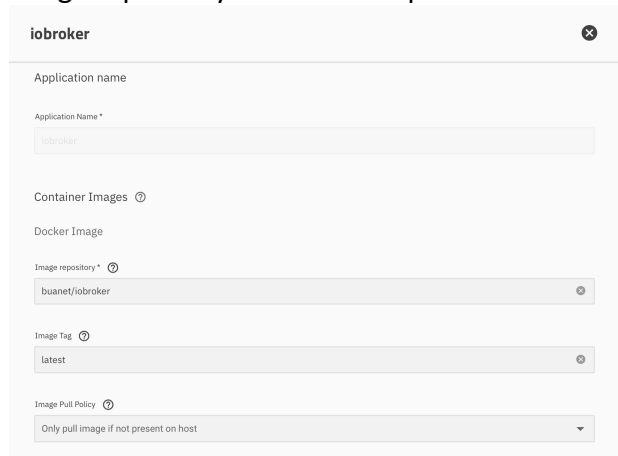 iobroker
Application name
Application Name *
iobroker
Container Images
Docker Image
Image repository *
buanet/iobroker
Image Tag
latest
Image Pull Policy
Only pull image if not present on host